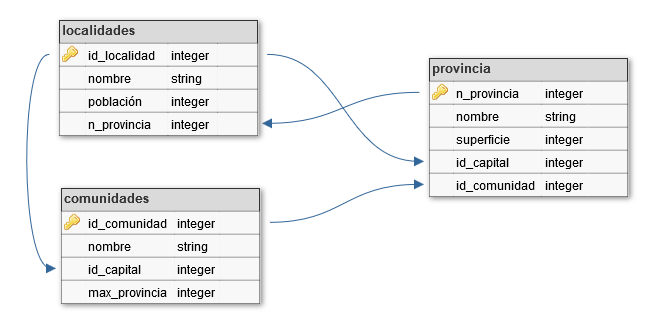 localidades
id_localidad integer
nombre string
población integer
n_provincia integer
provincia
n_provincia integer
nombre string
superficie integer
id_capital integer
id_comunidad integer
comunidades
id_comunidad integer
nombre string
id_capital integer
max_provincia integer